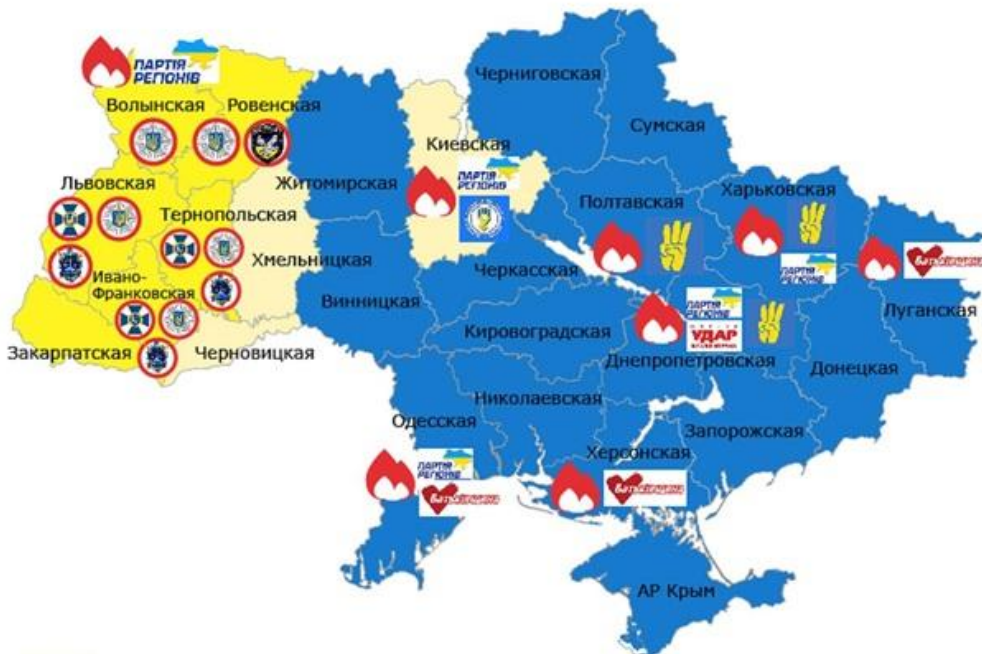 ПАРТІЯ
РЕГІОНІВ
Волынская
Ровенская
Черниговская
Сумская
Киевская
ПАРТІЯ
РЕГІОНІВ
Львовская
Житомирская
Тернопольская
Хмельницкая
Полтавская
Харьковская
ПАРТІЯ
РЕГІОНІВ
Батьківщина
Луганская
Ивано-
Франковская
Винницкая
Черкасская
ПАРТІЯ
РЕГІОНІВ
УДАР
Кировоградская
Днепропетровская
Закарпатская
Черновицкая
Донецкая
Николаевская
Одесская
Запорожская
Херсонская
ПАРТІЯ
РЕГІОНІВ
Батьківщина
Батьківщина
АР Крым